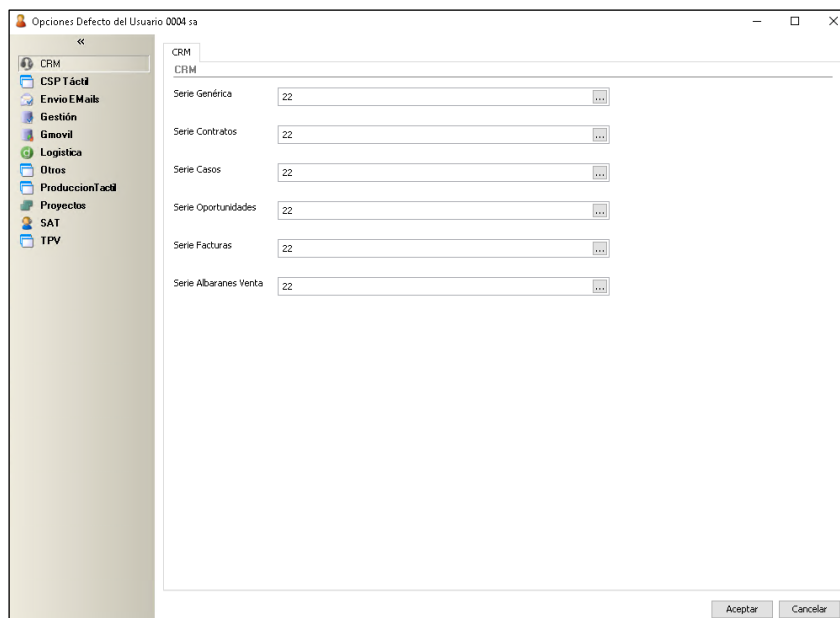 Opciones Defecto del Usuario 0004 sa
«
CRM
CSP Táctil
Envio EMails
Gestión
Gmovil
Logistica
Otros
ProduccionTactil
Proyectos
SAT
TPV
CRM
CRM
Serie Genérica 22 ...
Serie Contratos 22 ...
Serie Casos 22 ...
Serie Oportunidades 22 ...
Serie Facturas 22 ...
Serie Albaranes Venta 22 ...
Aceptar Cancelar